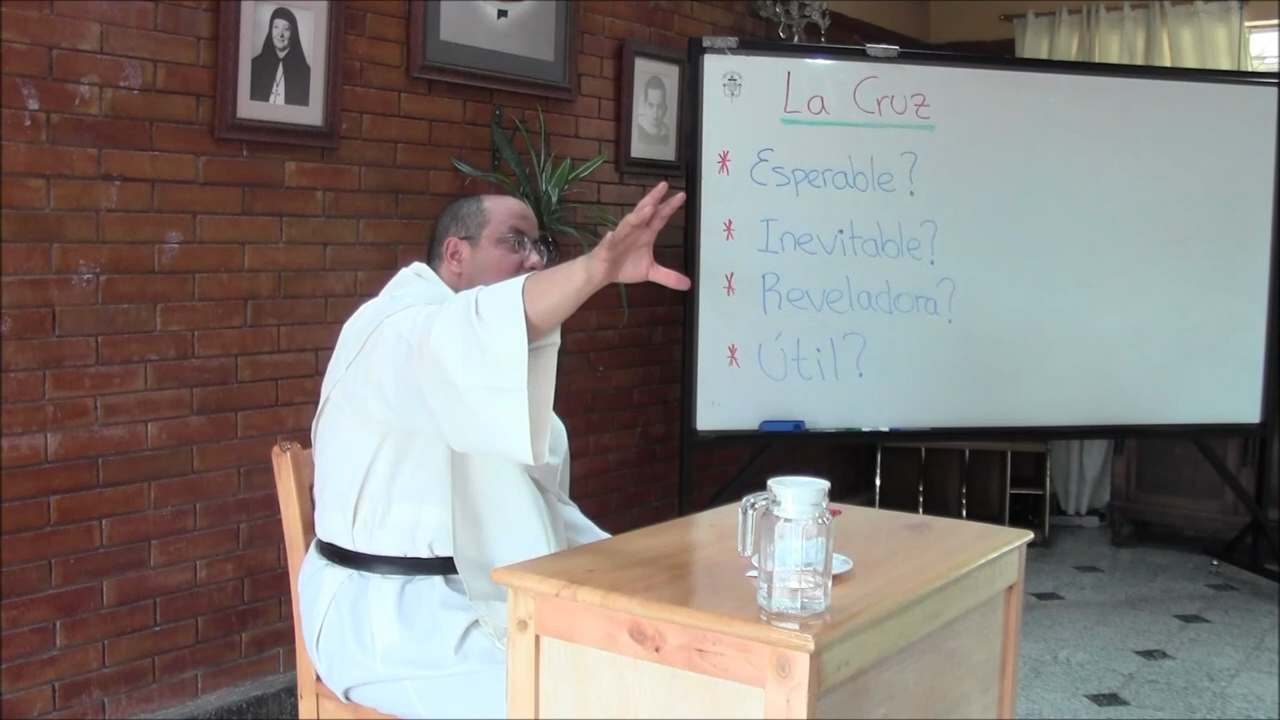 La Cruz
* Esperable?
* Inevitable?
* Reveladora?
* Útil?